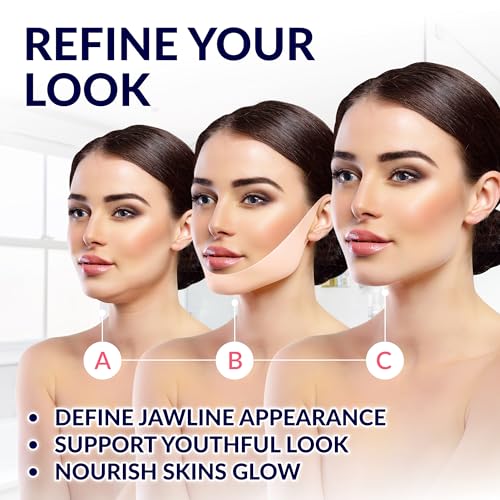 REFINE YOUR
LOOK
A
B
C
• DEFINE JAWLINE APPEARANCE
• SUPPORT YOUTHFUL LOOK
• NOURISH SKINS GLOW